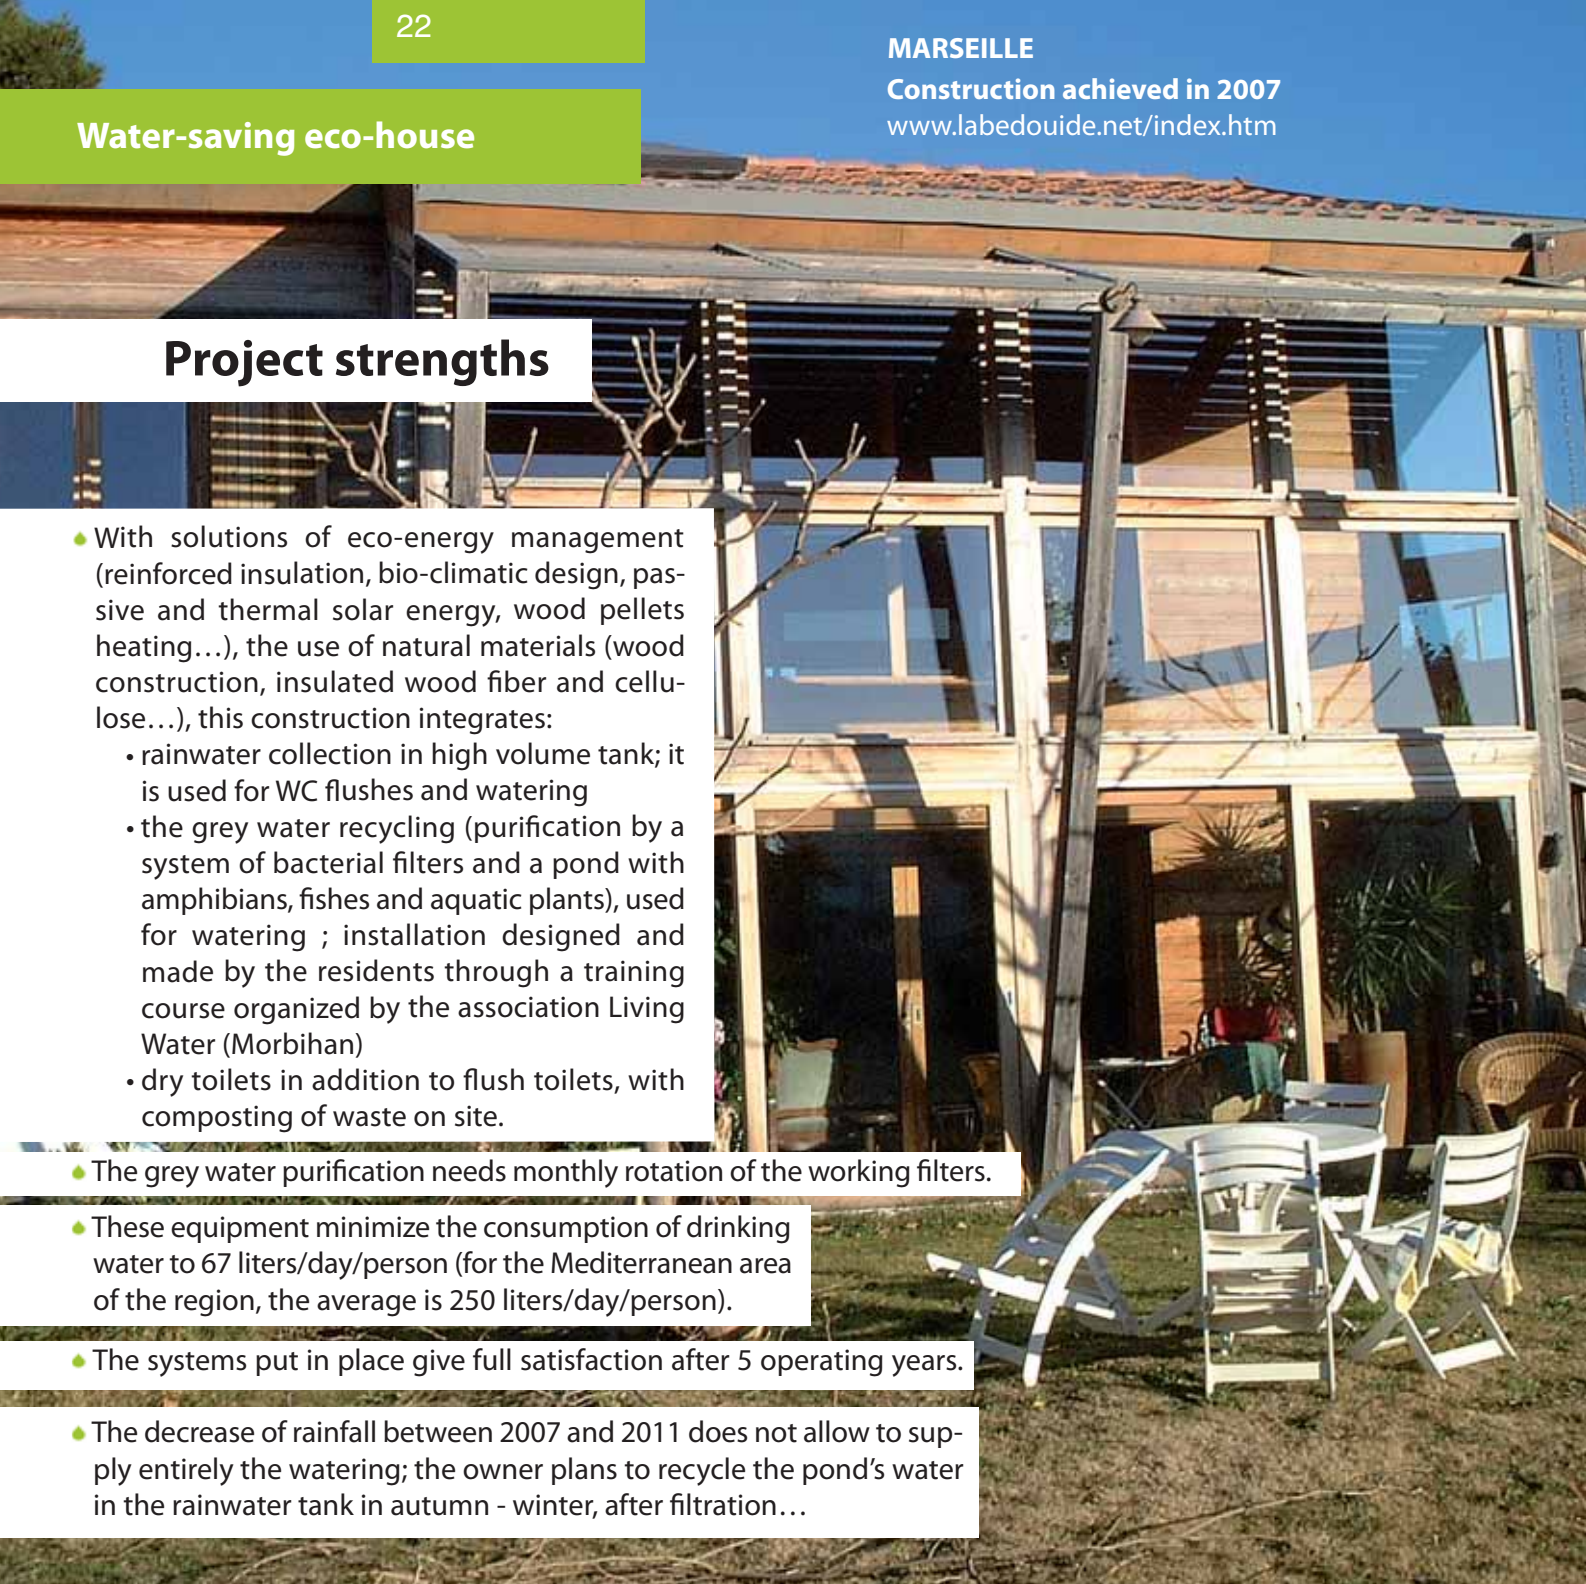 22
MARSEILLE
Construction achieved in 2007
www.labedouide.net/index.htm
Water-saving eco-house
Project strengths
With solutions of eco-energy management
(reinforced insulation, bio-climatic design, pas-
sive and thermal solar energy, wood pellets
heating…), the use of natural materials (wood
construction, insulated wood fiber and cellu-
lose…), this construction integrates:
• rainwater collection in high volume tank; it
is used for WC flushes and watering
• the grey water recycling (purification by a
system of bacterial filters and a pond with
amphibians, fishes and aquatic plants), used
for watering ; installation designed and
made by the residents through a training
course organized by the association Living
Water (Morbihan)
• dry toilets in addition to flush toilets, with
composting of waste on site.
The grey water purification needs monthly rotation of the working filters.
These equipment minimize the consumption of drinking
water to 67 liters/day/person (for the Mediterranean area
of the region, the average is 250 liters/day/person).
The systems put in place give full satisfaction after 5 operating years.
The decrease of rainfall between 2007 and 2011 does not allow to sup-
ply entirely the watering; the owner plans to recycle the pond's water
in the rainwater tank in autumn - winter, after filtration…